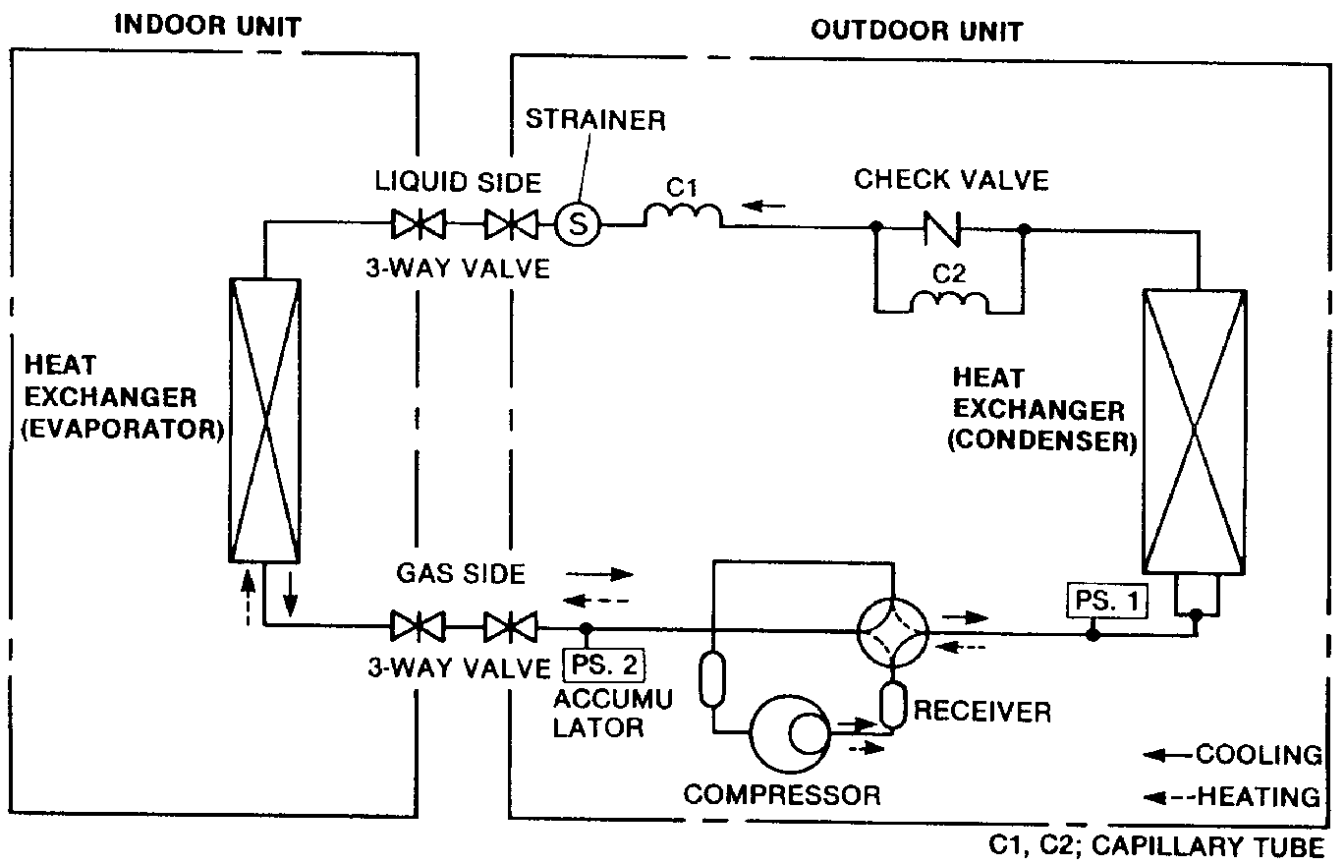 INDOOR UNIT
OUTDOOR UNIT
STRAINER
LIQUID SIDE
C1
CHECK VALVE
S
3-WAY VALVE
C2
HEAT
EXCHANGER
(EVAPORATOR)
HEAT
EXCHANGER
(CONDENSER)
GAS SIDE
PS. 1
3-WAY VALVE
PS. 2
ACCUMU
LATOR
RECEIVER
COMPRESSOR
COOLING
HEATING
C1, C2; CAPILLARY TUBE